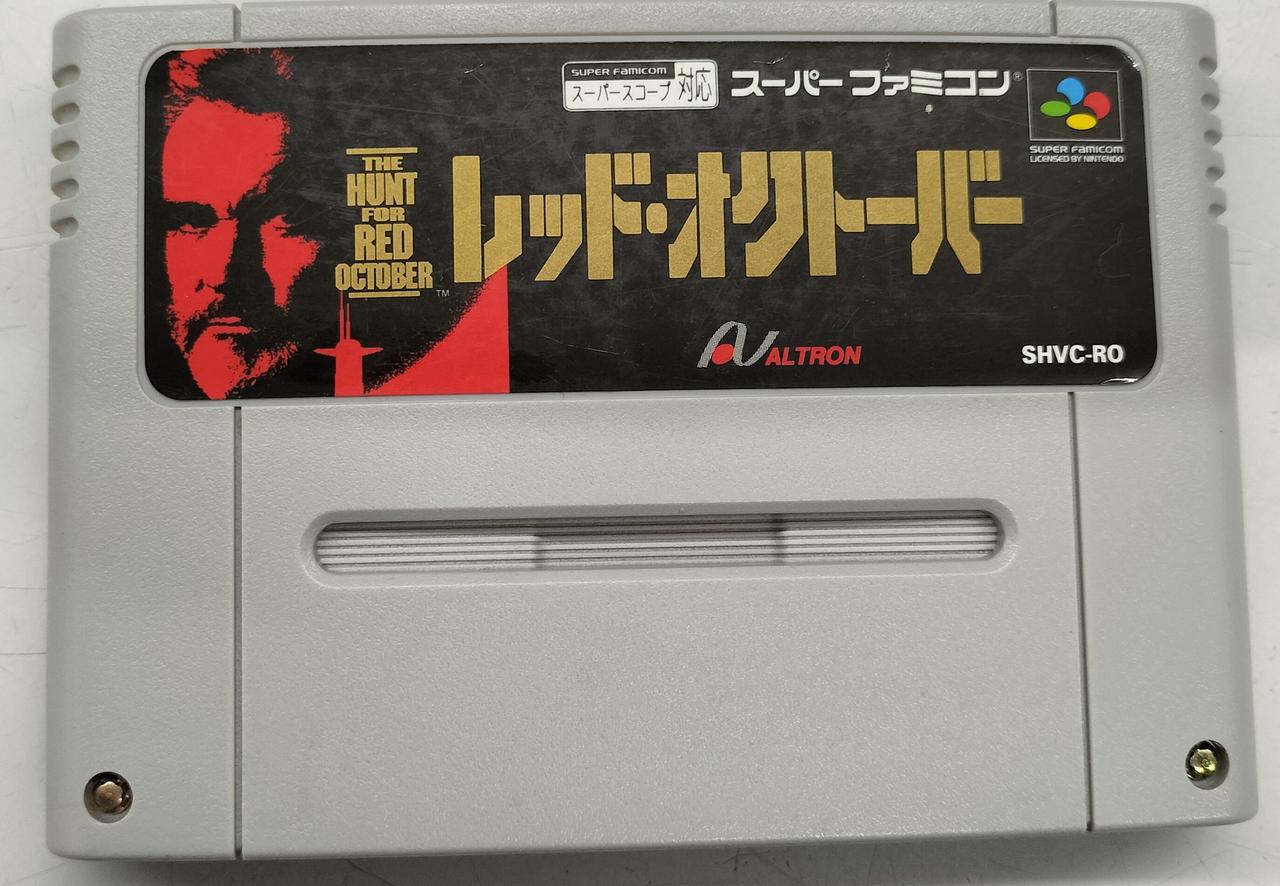 SUPER FAMICOM
スーパースコープ 対応
スーパーファミコン®
SUPER FAMICOM
LICENSED BY NINTENDO
THE
HUNT
FOR
RED
OCTOBER
TM
レッド・オクトーバー
ALTRON
SHVC-RO